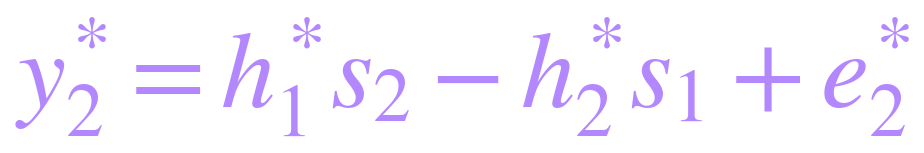 y₂* = h₁* s₂ − h₂* s₁ + e₂*